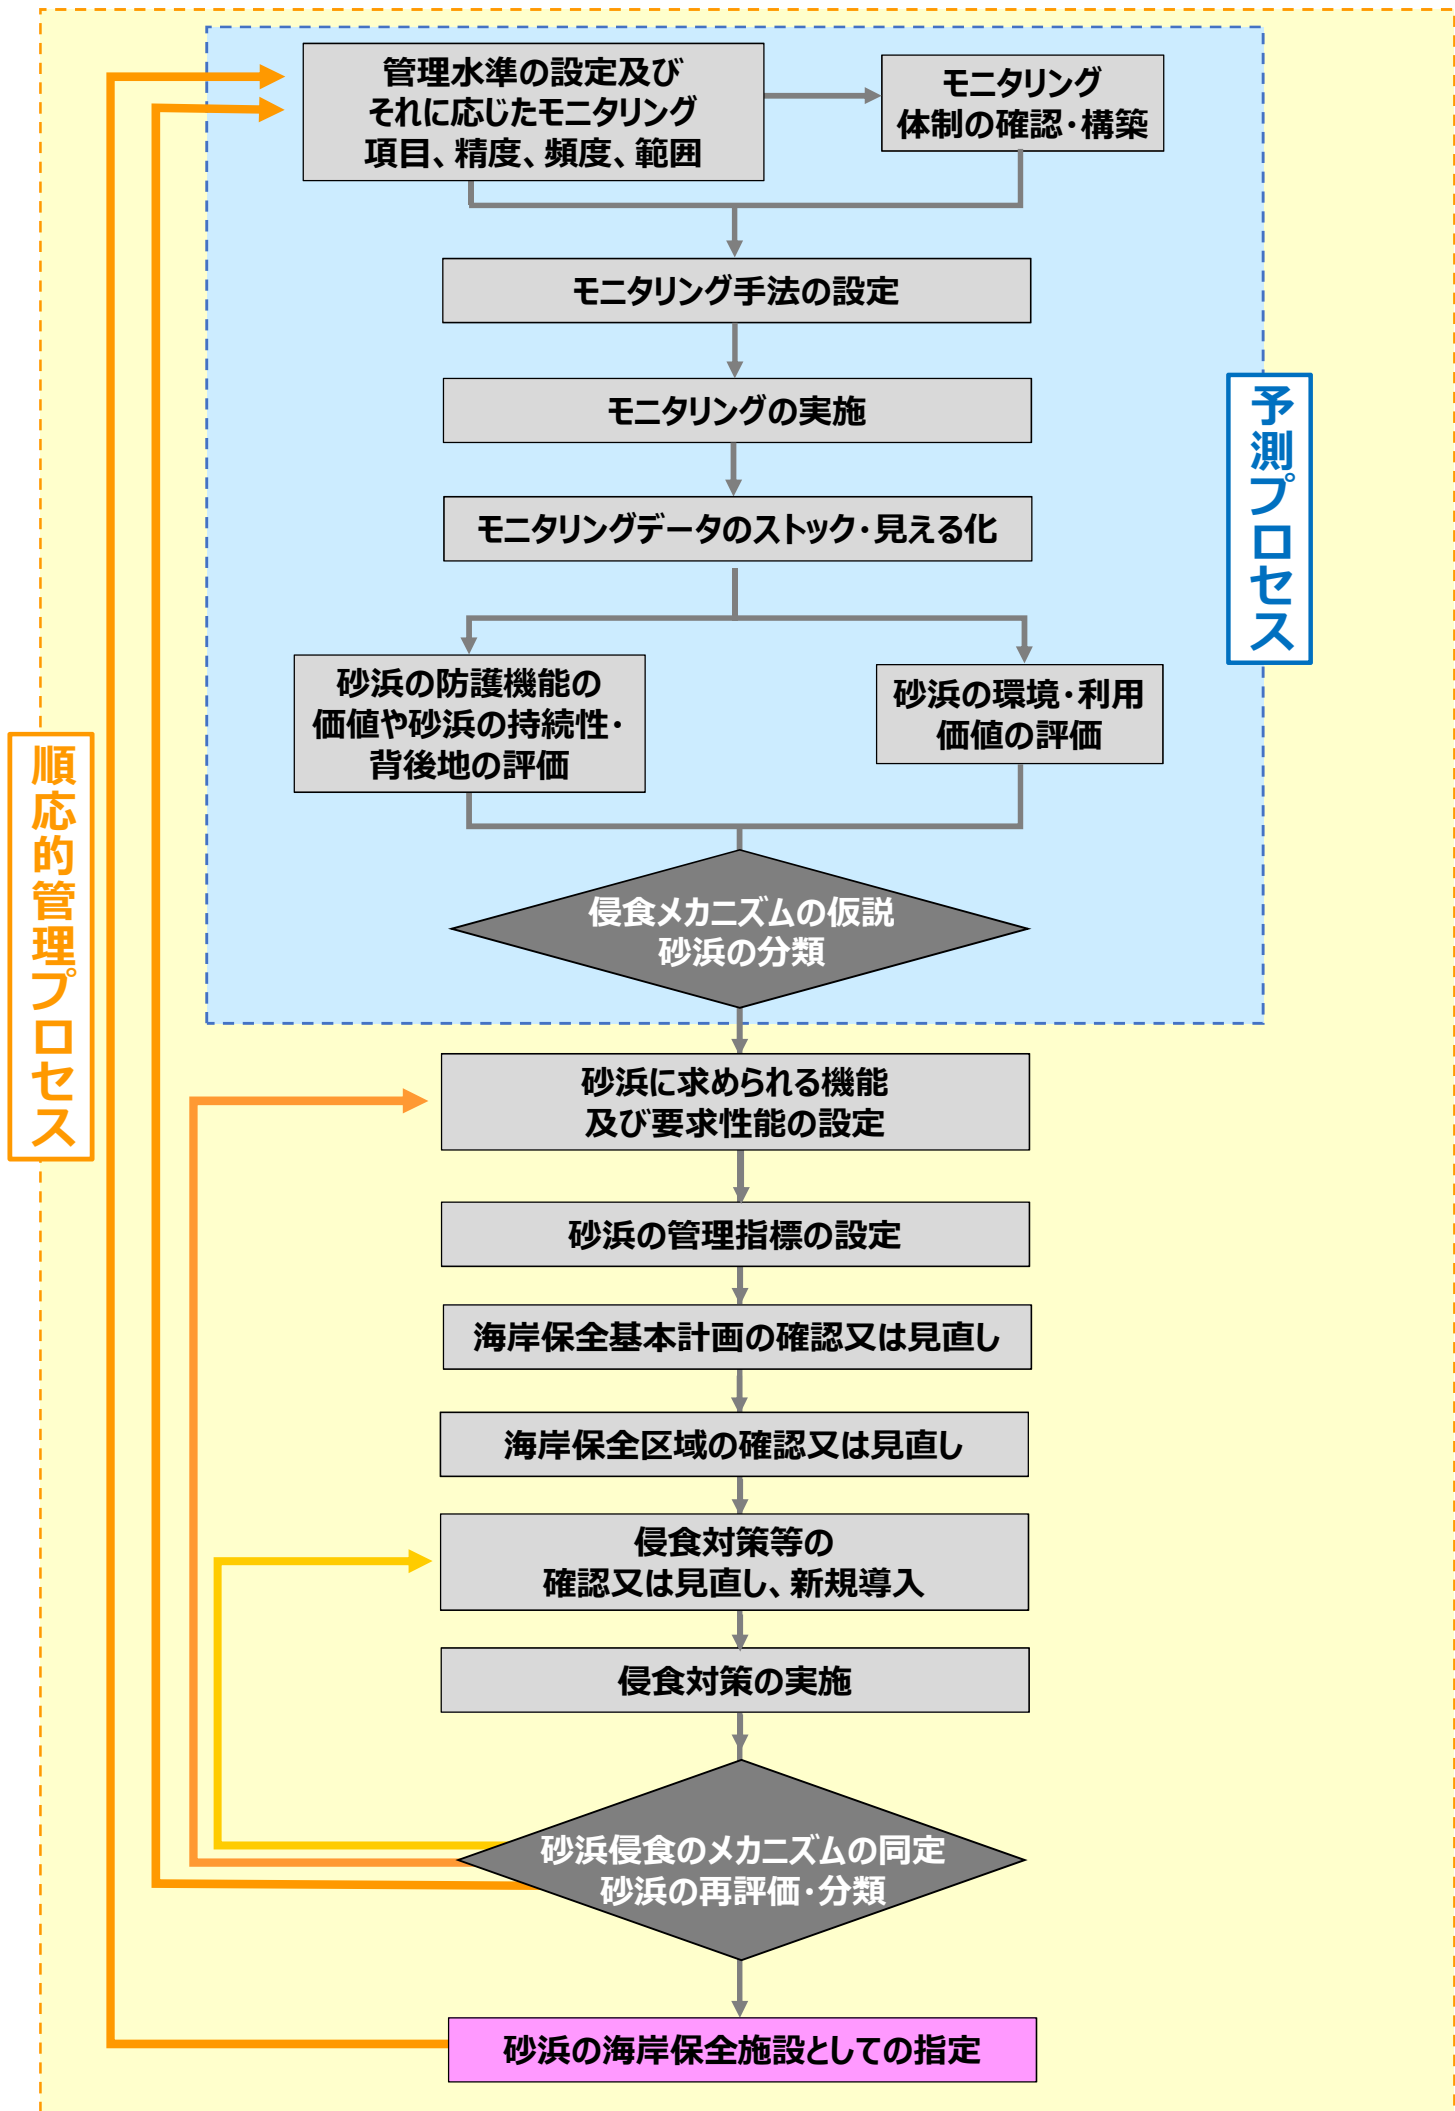 管理水準の設定及び
それに応じたモニタリング
項目、精度、頻度、範囲
モニタリング
体制の確認・構築
モニタリング手法の設定
モニタリングの実施
モニタリングデータのストック・見える化
砂浜の防護機能の
価値や砂浜の持続性・
背後地の評価
砂浜の環境・利用
価値の評価
侵食メカニズムの仮説
砂浜の分類
予測プロセス
順応的管理プロセス
砂浜に求められる機能
及び要求性能の設定
砂浜の管理指標の設定
海岸保全基本計画の確認又は見直し
海岸保全区域の確認又は見直し
侵食対策等の
確認又は見直し、新規導入
侵食対策の実施
砂浜侵食のメカニズムの同定
砂浜の再評価・分類
砂浜の海岸保全施設としての指定